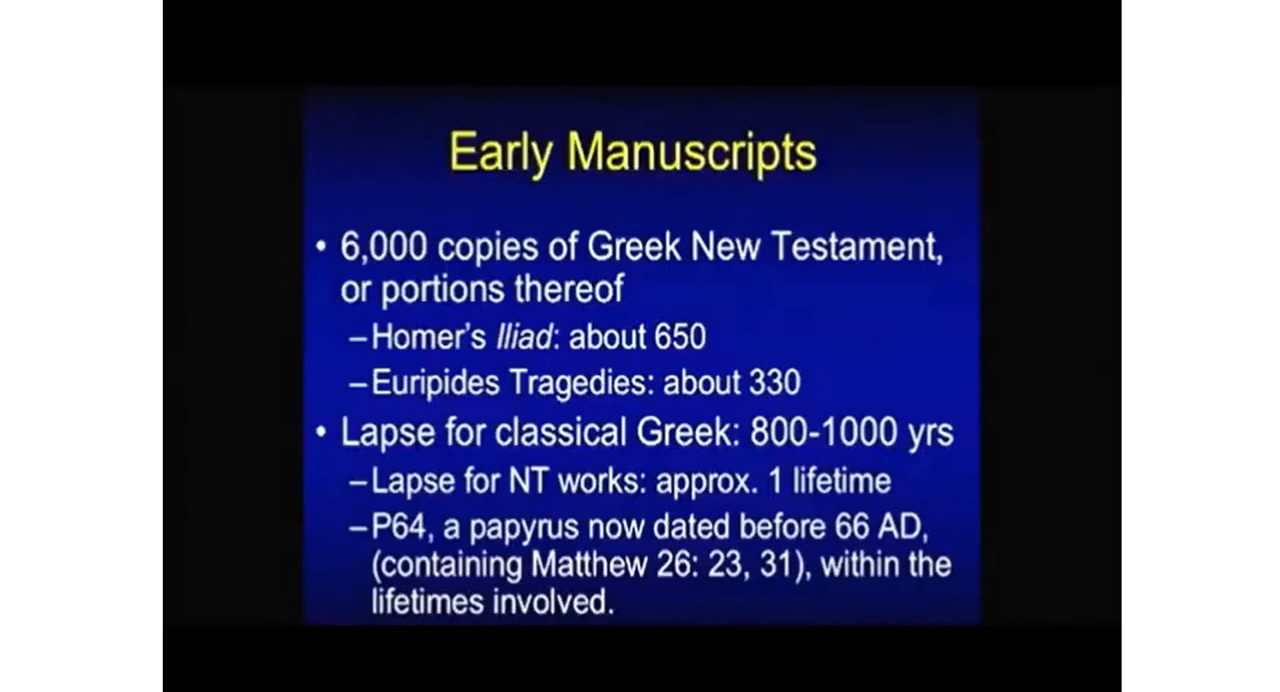 Early Manuscripts
• 6,000 copies of Greek New Testament,
or portions thereof
–Homer's Iliad: about 650
–Euripides Tragedies: about 330
• Lapse for classical Greek: 800-1000 yrs
–Lapse for NT works: approx. 1 lifetime
–P64, a papyrus now dated before 66 AD,
(containing Matthew 26: 23, 31), within the
lifetimes involved.